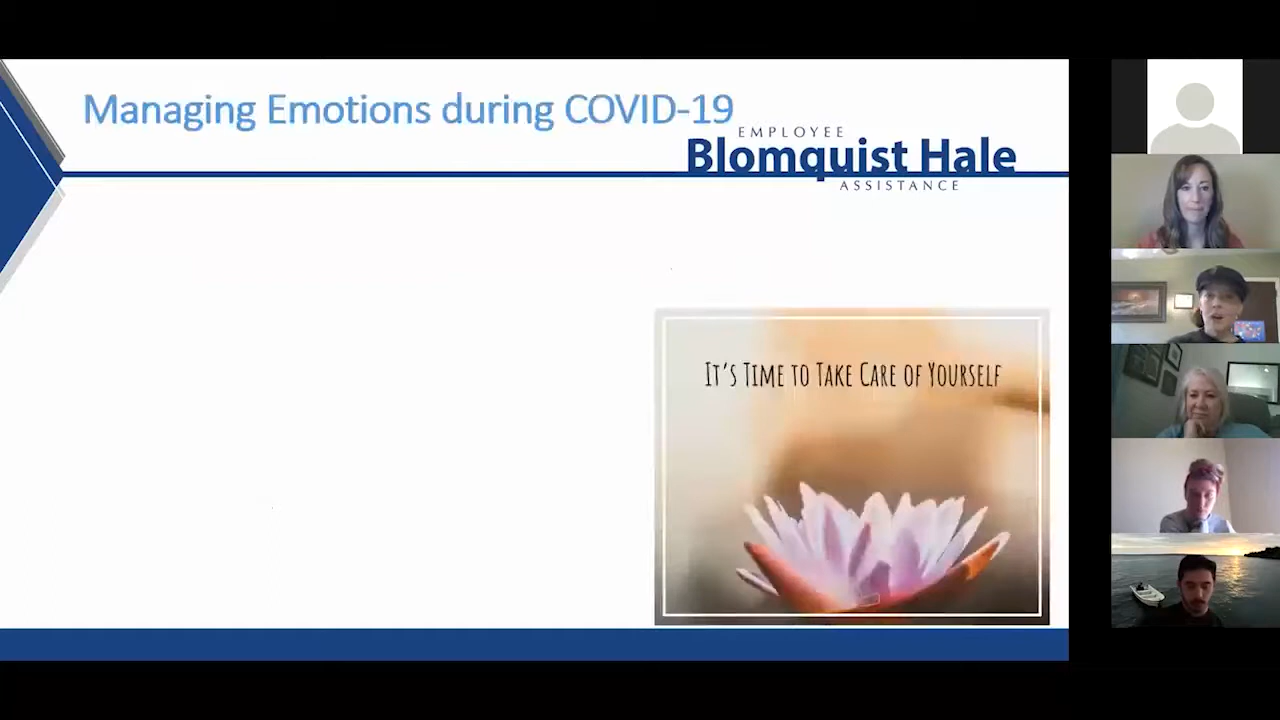 Managing Emotions during COVID-19
EMPLOYEE
Blomquist Hale
ASSISTANCE
IT'S TIME TO TAKE CARE OF YOURSELF